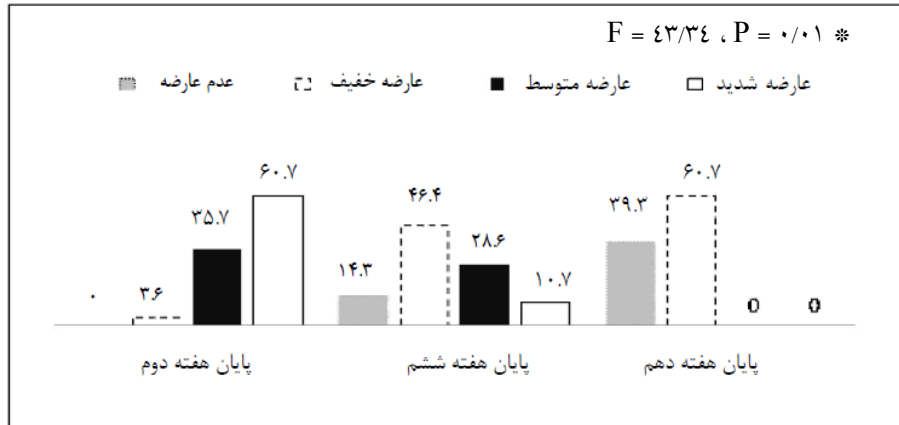 * F = ٤٣/٣٤ ، P = ٠/٠١
عارضه شدید عارضه متوسط عارضه خفیف عدم عارضه
۰ ۳.۶ ۳۵.۷ ۶۰.۷ ۱۴.۳ ۴۶.۴ ۲۸.۶ ۱۰.۷ ۳۹.۳ ۶۰.۷ 0 0
پایان هفته دوم پایان هفته ششم پایان هفته دهم